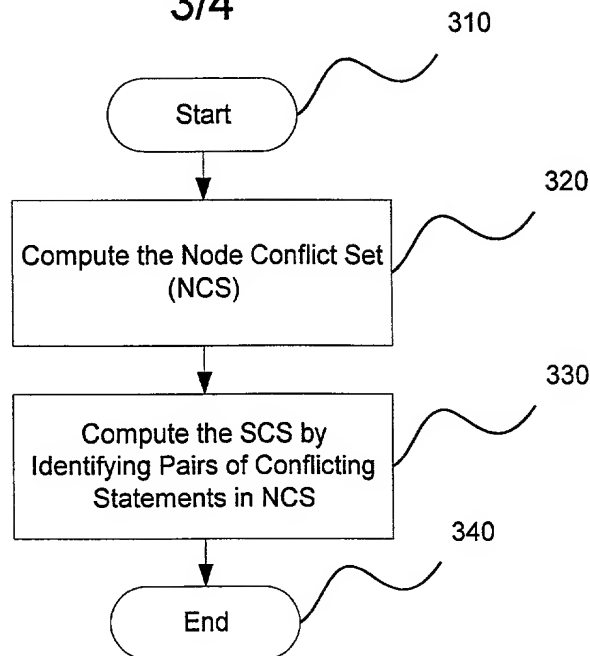 3/4
310
Start
320
Compute the Node Conflict Set
(NCS)
330
Compute the SCS by
Identifying Pairs of Conflicting
Statements in NCS
340
End